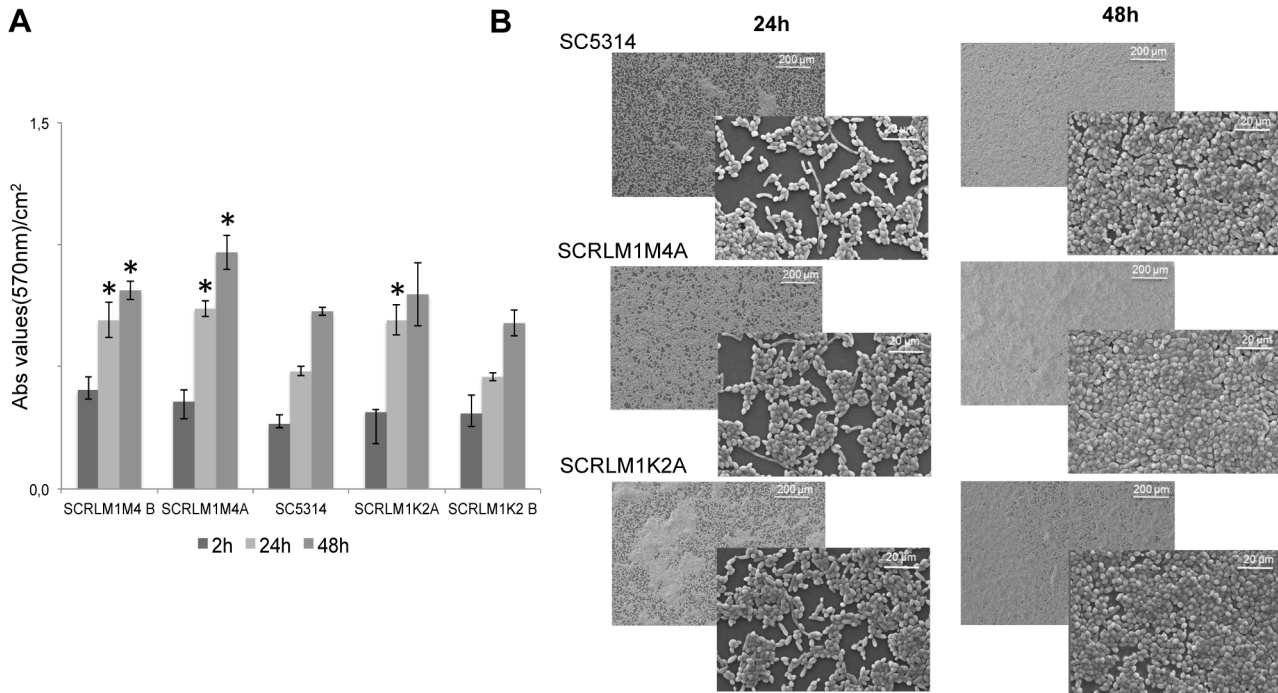 A
B
24h
48h
SC5314
200 µm
20 µm
200 µm
20 µm
SCRLM1M4A
200 µm
20 µm
200 µm
20 µm
SCRLM1K2A
200 µm
20 µm
200 µm
20 µm
Abs values(570nm)/cm²
1,5
0,0
* * * * *
SCRLM1M4 B SCRLM1M4A SC5314 SCRLM1K2A SCRLM1K2 B
2h 24h 48h